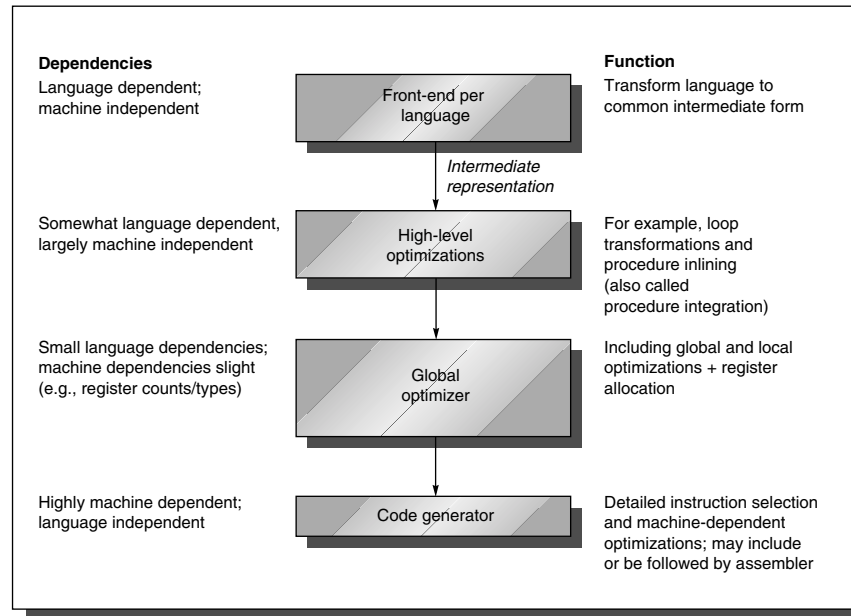 Dependencies
Language dependent;
machine independent
Front-end per
language
Function
Transform language to
common intermediate form
Intermediate
representation
Somewhat language dependent,
largely machine independent
High-level
optimizations
For example, loop
transformations and
procedure inlining
(also called
procedure integration)
Small language dependencies;
machine dependencies slight
(e.g., register counts/types)
Global
optimizer
Including global and local
optimizations + register
allocation
Highly machine dependent;
language independent
Code generator
Detailed instruction selection
and machine-dependent
optimizations; may include
or be followed by assembler